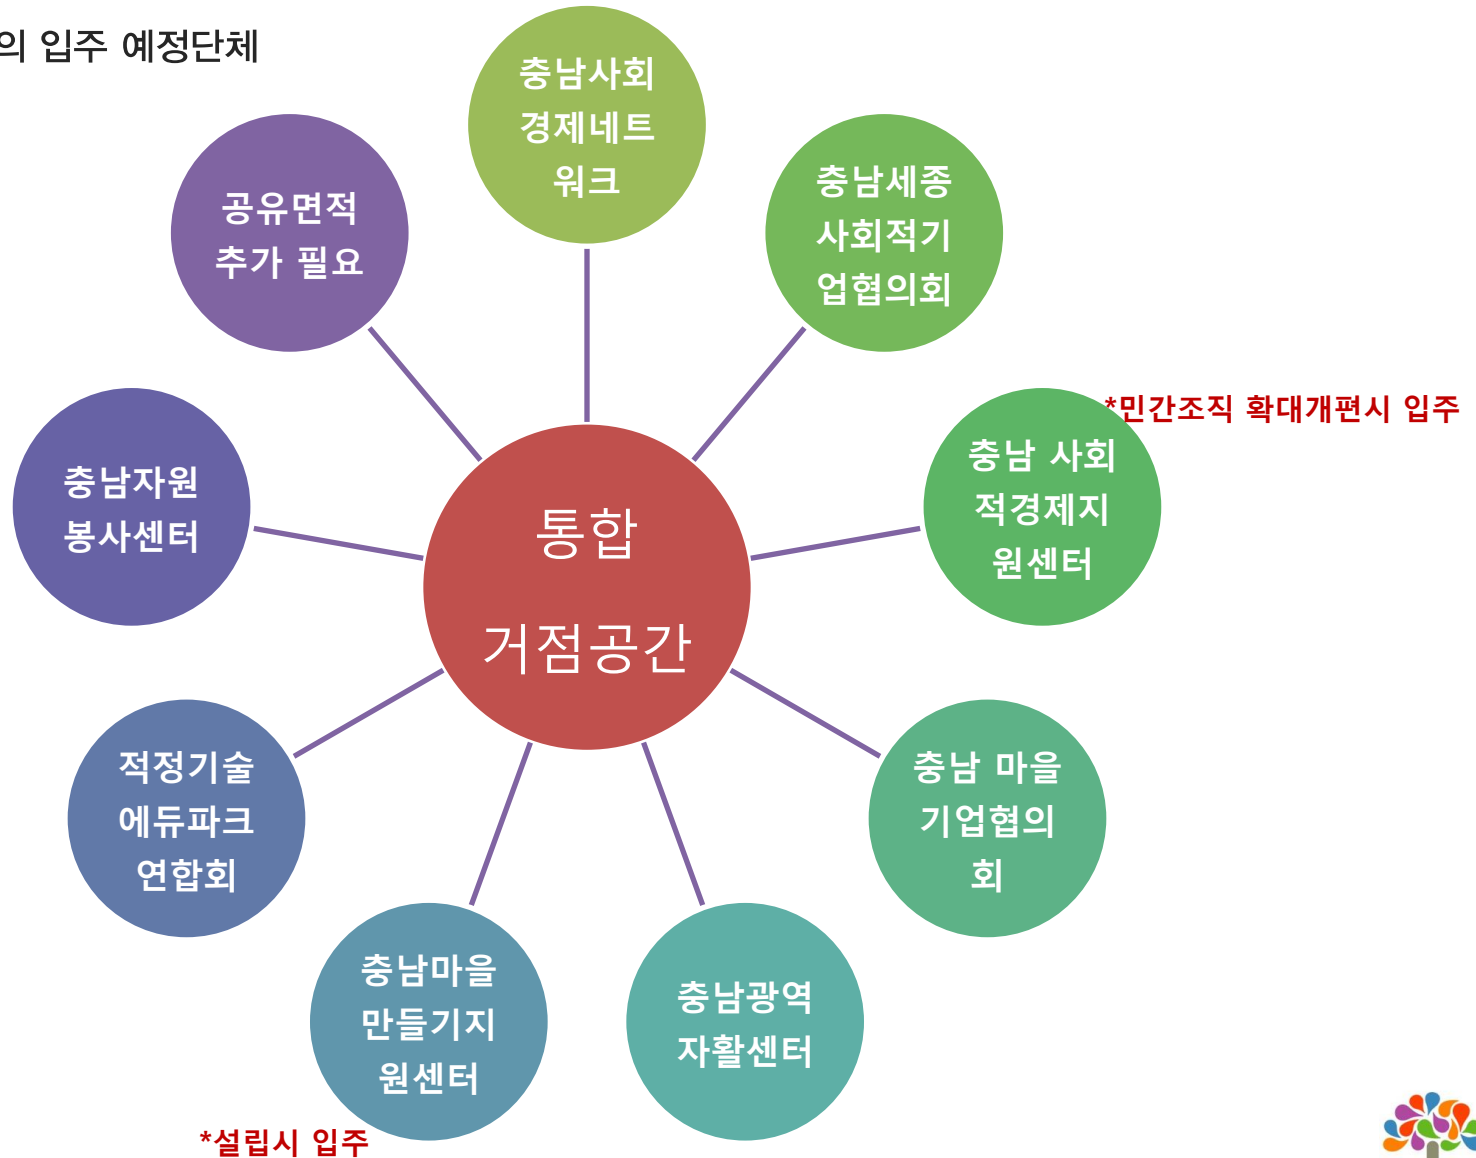 의 입주 예정단체
충남사회
경제네트
워크
충남세종
사회적기
업협의회
*민간조직 확대개편시 입주
충남 사회
적경제지
원센터
충남 마을
기업협의
회
충남광역
자활센터
충남마을
만들기지
원센터
*설립시 입주
적정기술
에듀파크
연합회
충남자원
봉사센터
공유면적
추가 필요
통합
거점공간